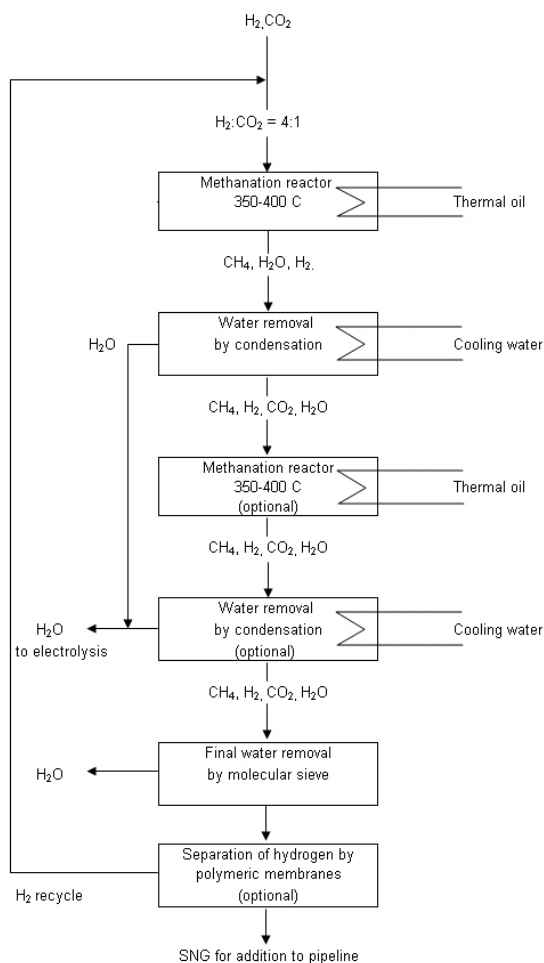 H₂,CO₂
H₂:CO₂ = 4:1
Methanation reactor
350-400 C
Thermal oil
CH₄, H₂O, H₂.
Water removal
by condensation
H₂O
Cooling water
CH₄, H₂, CO₂, H₂O
Methanation reactor
350-400 C
(optional)
Thermal oil
CH₄, H₂, CO₂, H₂O
Water removal
by condensation
(optional)
H₂O
to electrolysis
Cooling water
CH₄, H₂, CO₂, H₂O
Final water removal
by molecular sieve
H₂O
Separation of hydrogen by
polymeric membranes
(optional)
H₂ recycle
SNG for addition to pipeline